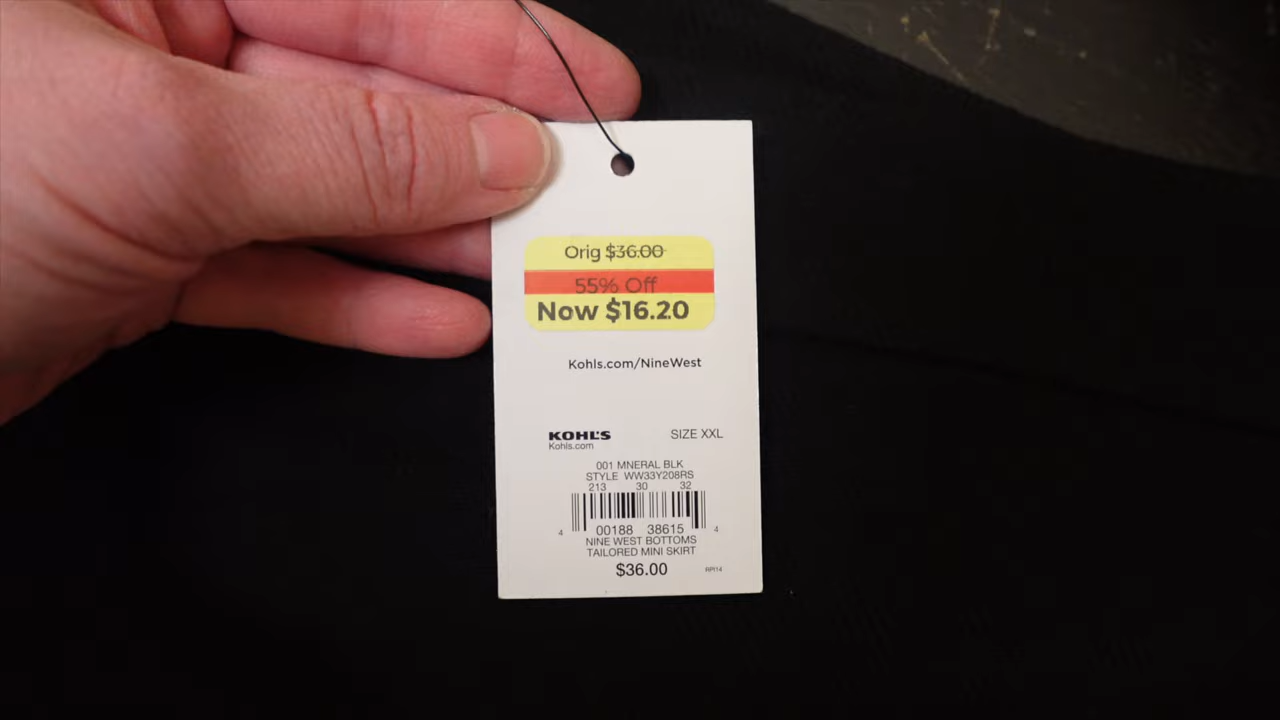 Orig $36.00
55% Off
Now $16.20
Kohls.com/NineWest
KOHL'S SIZE XXL
Kohls.com
001 MNERAL BLK
STYLE WW33Y208RS
213 30 32
4 00188 38615 4
NINE WEST BOTTOMS
TAILORED MINI SKIRT
$36.00 RPI14